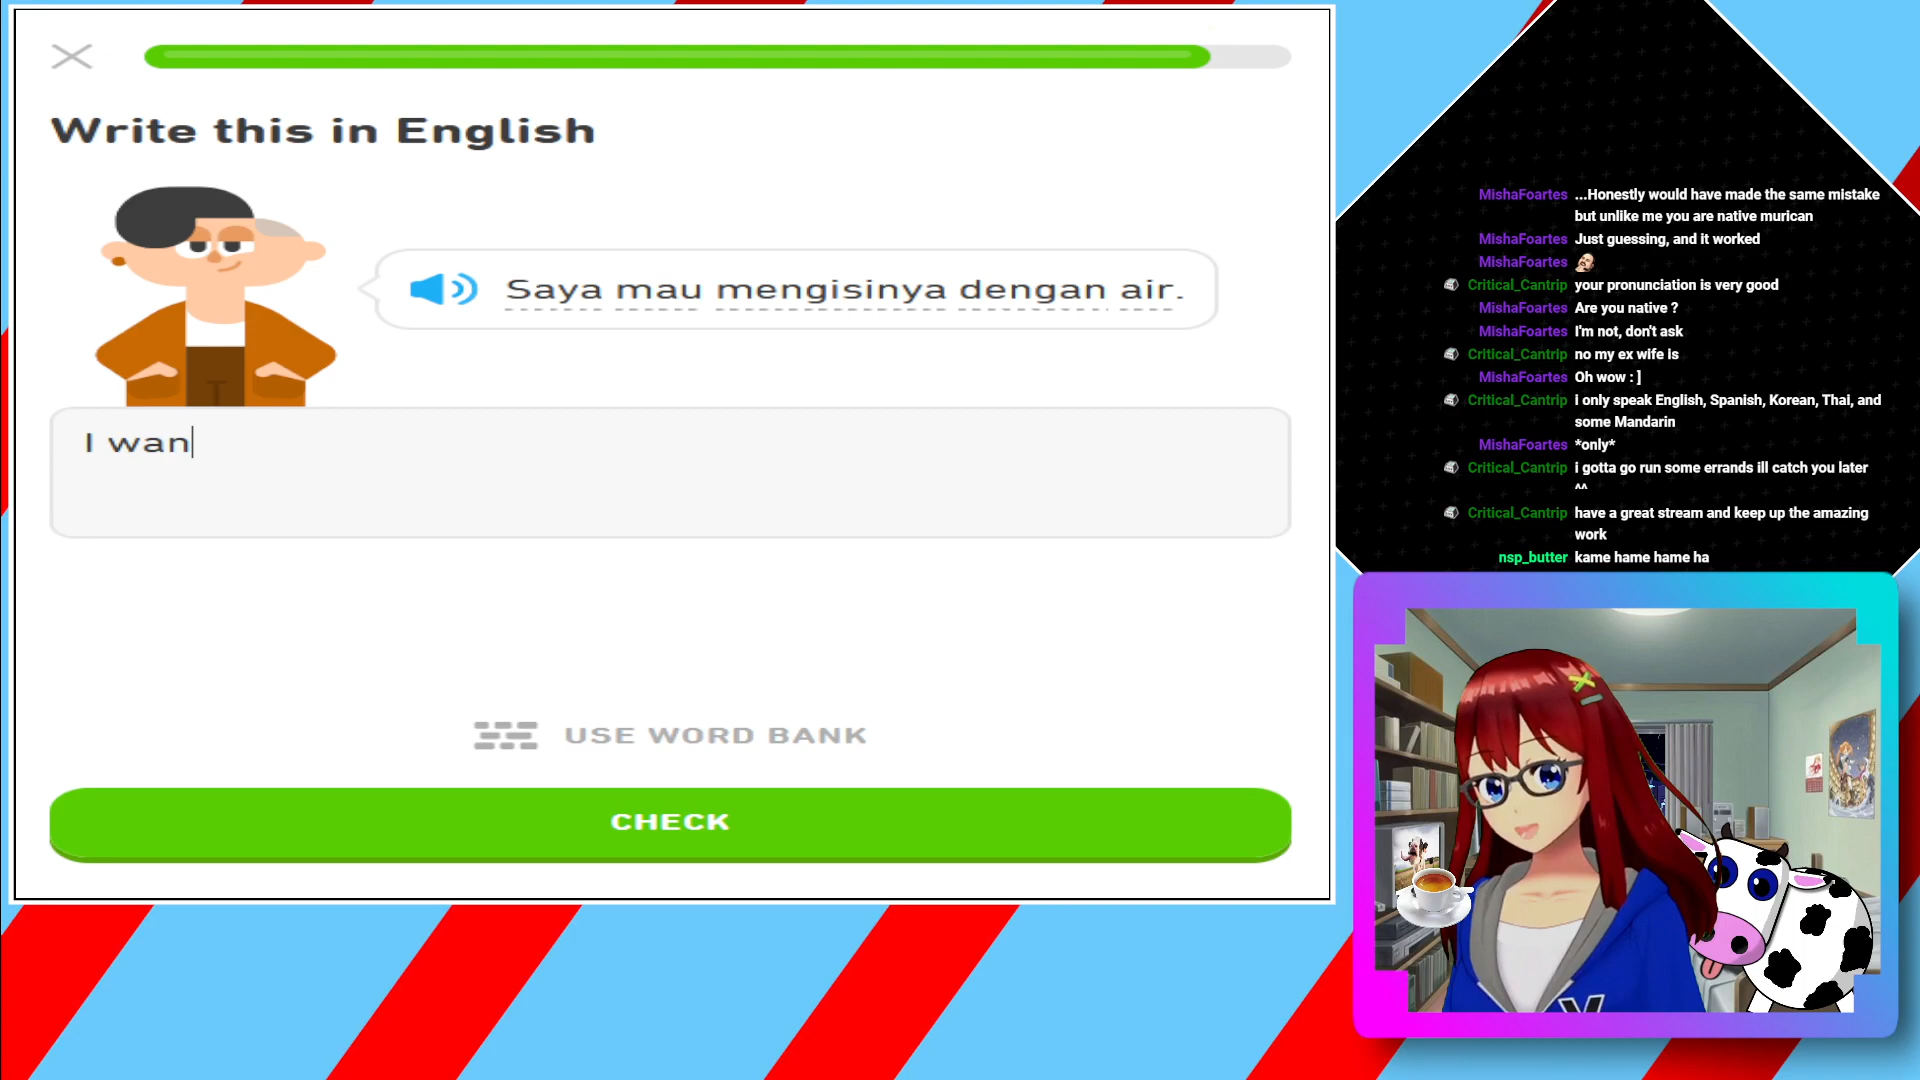 Write this in English
Saya mau mengisinya dengan air.
I wan
USE WORD BANK
CHECK
MishaFoartes ...Honestly would have made the same mistake
but unlike me you are native murican
MishaFoartes Just guessing, and it worked
MishaFoartes
Critical_Cantrip your pronunciation is very good
MishaFoartes Are you native ?
MishaFoartes I'm not, don't ask
Critical_Cantrip no my ex wife is
MishaFoartes Oh wow : ]
Critical_Cantrip i only speak English, Spanish, Korean, Thai, and
some Mandarin
MishaFoartes *only*
Critical_Cantrip i gotta go run some errands ill catch you later
^^
Critical_Cantrip have a great stream and keep up the amazing
work
nsp_butter kame hame hame ha